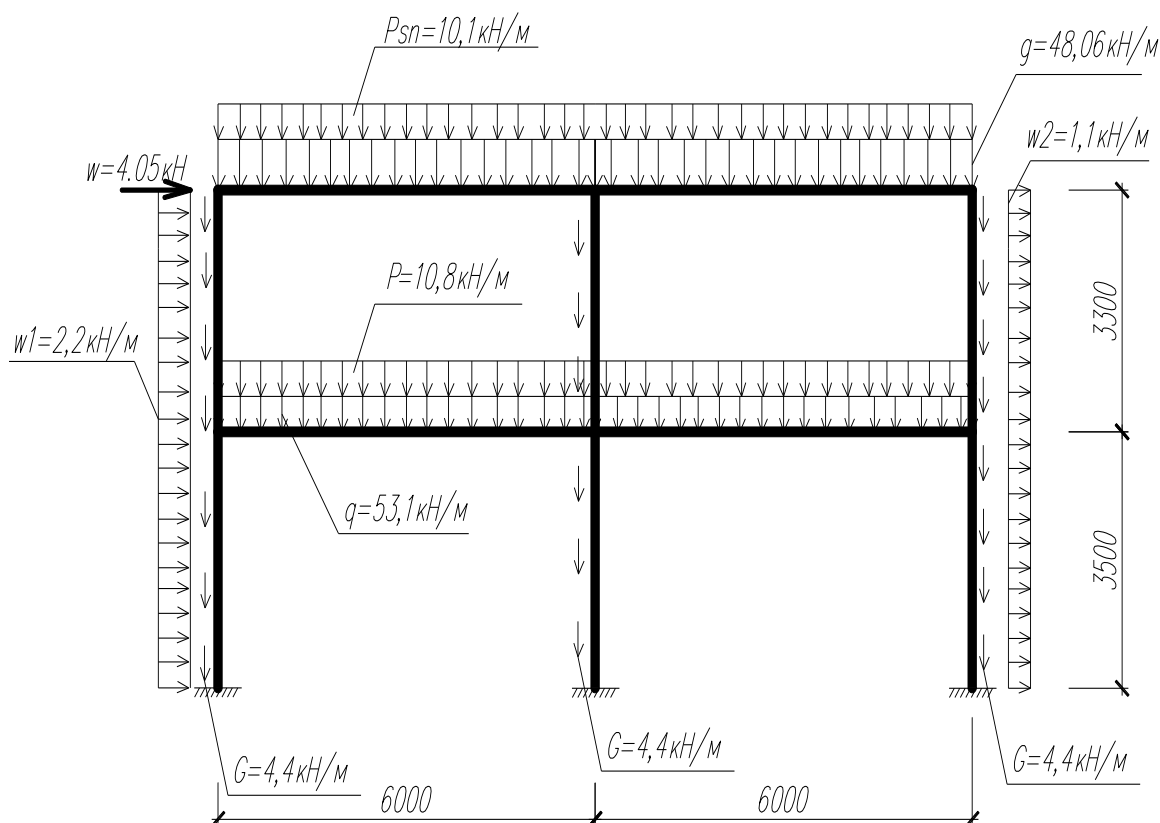 Psn=10,1кН/м
g=48,06кН/м
w2=1,1кН/м
w=4.05кН
P=10,8кН/м
3300
w1=2,2кН/м
q=53,1кН/м
3500
G=4,4кН/м
G=4,4кН/м
G=4,4кН/м
6000
6000